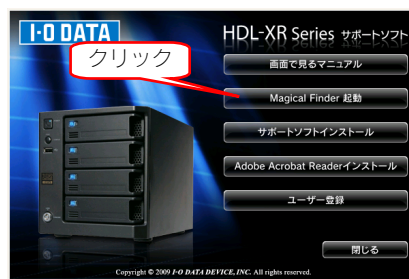 I-O DATA
HDL-XR Series サポートソフト
クリック
画面で見るマニュアル
Magical Finder 起動
サポートソフトインストール
Adobe Acrobat Readerインストール
ユーザー登録
閉じる
Copyright © 2009 I-O DATA DEVICE, INC. All rights reserved.